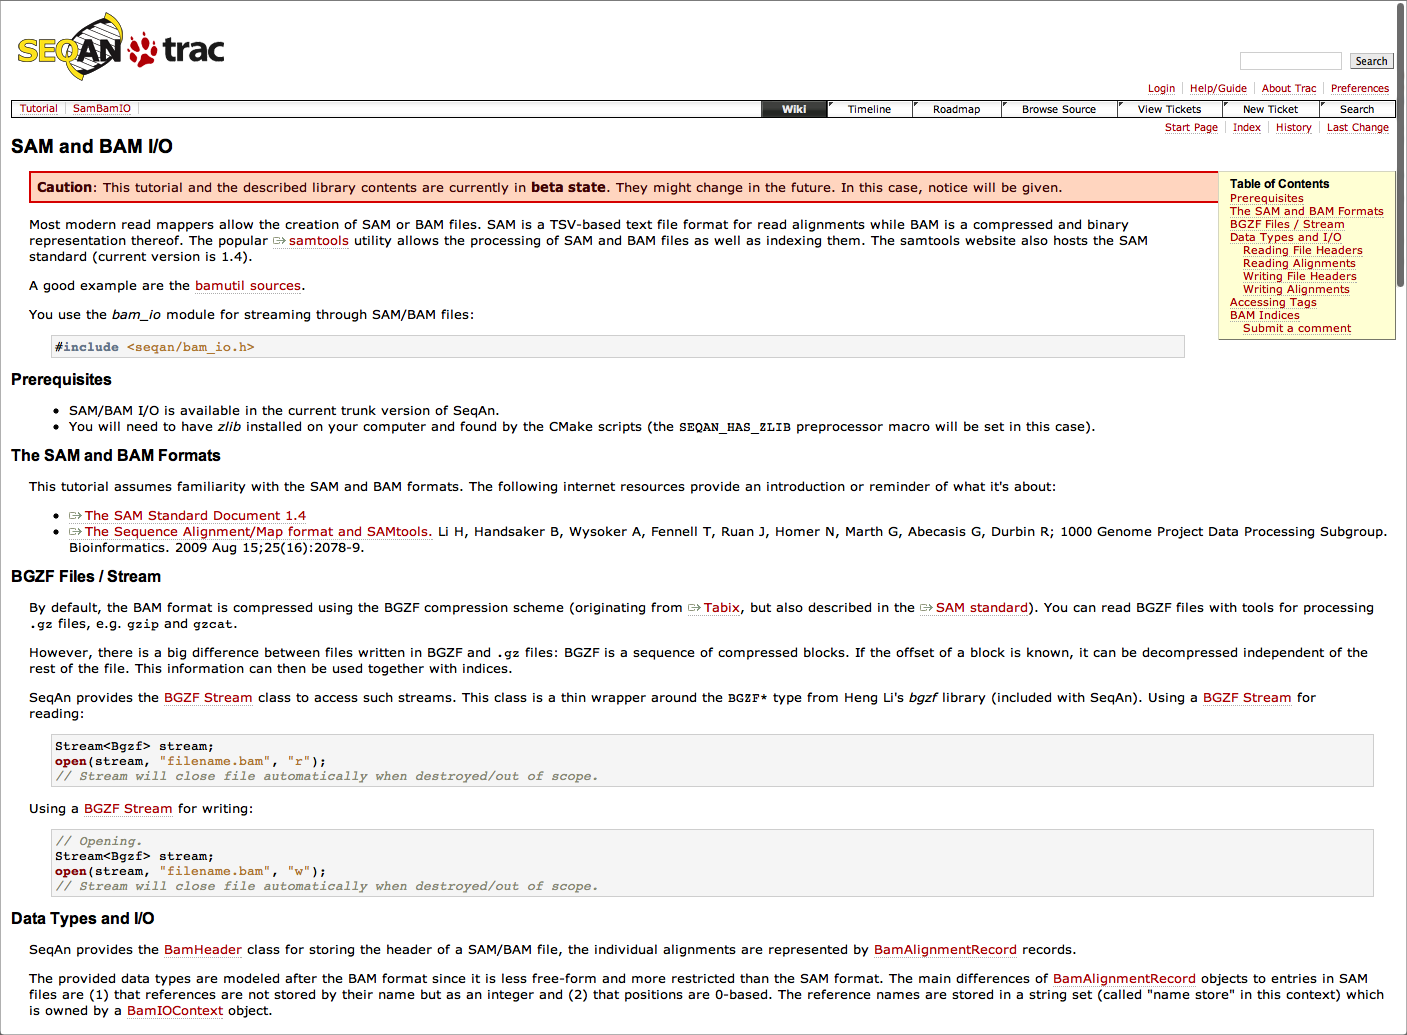 SEQAN trac
Search
Login Help/Guide About Trac Preferences
Tutorial SamBamIO
Wiki Timeline Roadmap Browse Source View Tickets New Ticket Search
Start Page Index History Last Change
SAM and BAM I/O
Caution: This tutorial and the described library contents are currently in beta state. They might change in the future. In this case, notice will be given.
Table of Contents
Prerequisites
The SAM and BAM Formats
BGZF Files / Stream
Data Types and I/O
Reading File Headers
Reading Alignments
Writing File Headers
Writing Alignments
Accessing Tags
BAM Indices
Submit a comment
Most modern read mappers allow the creation of SAM or BAM files. SAM is a TSV-based text file format for read alignments while BAM is a compressed and binary
representation thereof. The popular samtools utility allows the processing of SAM and BAM files as well as indexing them. The samtools website also hosts the SAM
standard (current version is 1.4).
A good example are the bamutil sources.
You use the bam_io module for streaming through SAM/BAM files:
#include <seqan/bam_io.h>
Prerequisites
• SAM/BAM I/O is available in the current trunk version of SeqAn.
• You will need to have zlib installed on your computer and found by the CMake scripts (the SEQAN_HAS_ZLIB preprocessor macro will be set in this case).
The SAM and BAM Formats
This tutorial assumes familiarity with the SAM and BAM formats. The following internet resources provide an introduction or reminder of what it's about:
• The SAM Standard Document 1.4
• The Sequence Alignment/Map format and SAMtools. Li H, Handsaker B, Wysoker A, Fennell T, Ruan J, Homer N, Marth G, Abecasis G, Durbin R; 1000 Genome Project Data Processing Subgroup.
Bioinformatics. 2009 Aug 15;25(16):2078-9.
BGZF Files / Stream
By default, the BAM format is compressed using the BGZF compression scheme (originating from Tabix, but also described in the SAM standard). You can read BGZF files with tools for processing
.gz files, e.g. gzip and gzcat.
However, there is a big difference between files written in BGZF and .gz files: BGZF is a sequence of compressed blocks. If the offset of a block is known, it can be decompressed independent of the
rest of the file. This information can then be used together with indices.
SeqAn provides the BGZF Stream class to access such streams. This class is a thin wrapper around the BGZF* type from Heng Li's bgzf library (included with SeqAn). Using a BGZF Stream for
reading:
Stream<Bgzf> stream;
open(stream, "filename.bam", "r");
// Stream will close file automatically when destroyed/out of scope.
Using a BGZF Stream for writing:
// Opening.
Stream<Bgzf> stream;
open(stream, "filename.bam", "w");
// Stream will close file automatically when destroyed/out of scope.
Data Types and I/O
SeqAn provides the BamHeader class for storing the header of a SAM/BAM file, the individual alignments are represented by BamAlignmentRecord records.
The provided data types are modeled after the BAM format since it is less free-form and more restricted than the SAM format. The main differences of BamAlignmentRecord objects to entries in SAM
files are (1) that references are not stored by their name but as an integer and (2) that positions are 0-based. The reference names are stored in a string set (called "name store" in this context) which
is owned by a BamIOContext object.